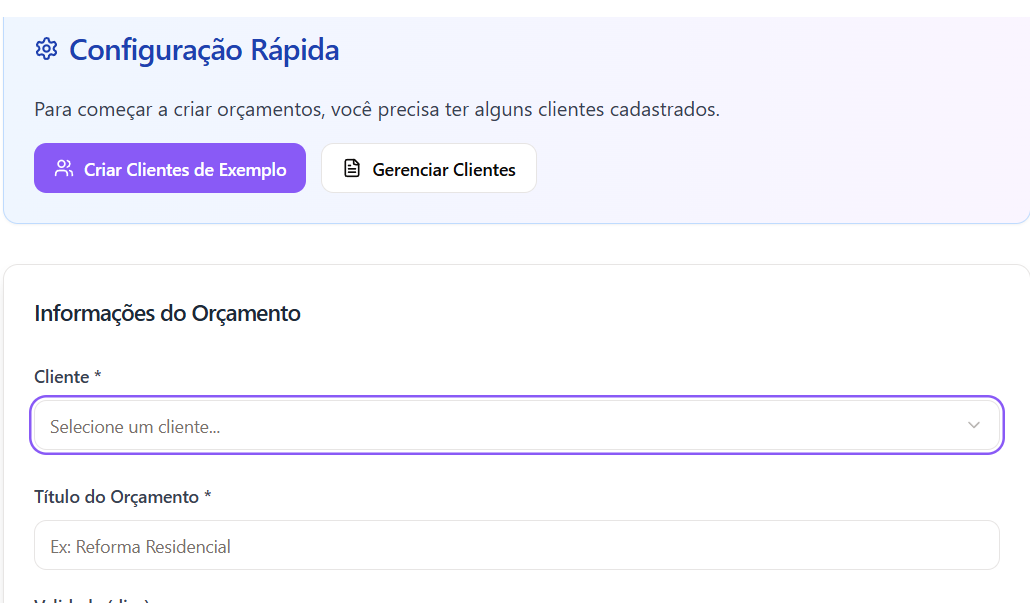 Configuração Rápida
Para começar a criar orçamentos, você precisa ter alguns clientes cadastrados.
Criar Clientes de Exemplo
Gerenciar Clientes
Informações do Orçamento
Cliente *
Selecione um cliente...
Título do Orçamento *
Ex: Reforma Residencial